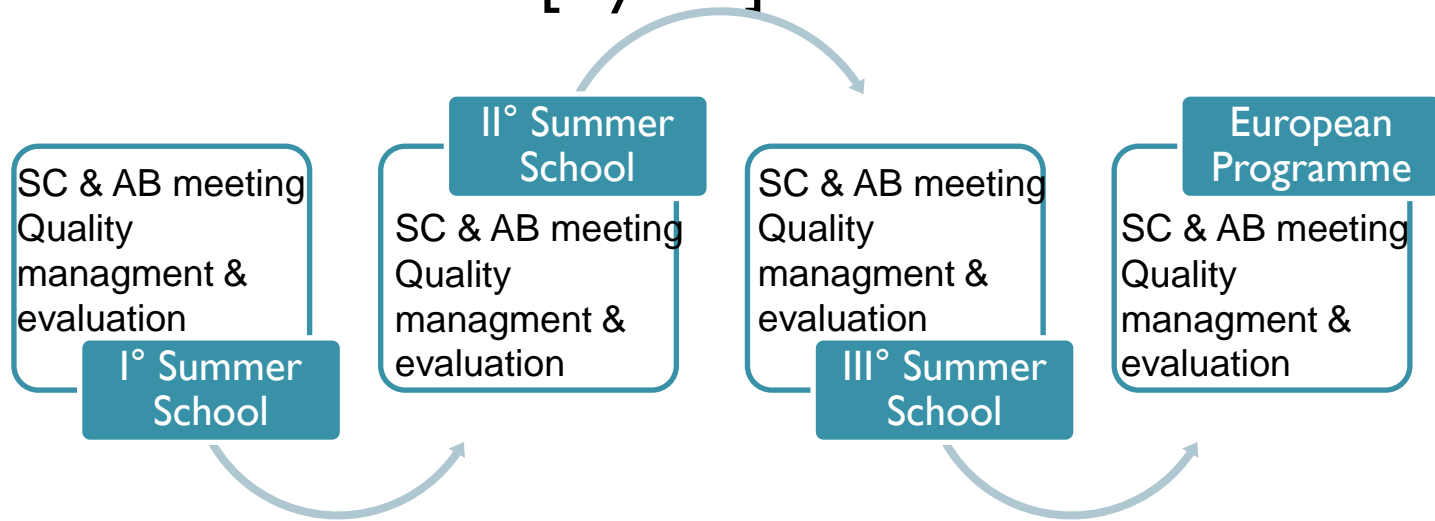 SC & AB meeting
Quality
managment &
evaluation
I° Summer
School
II° Summer
School
SC & AB meeting
Quality
managment &
evaluation
SC & AB meeting
Quality
managment &
evaluation
III° Summer
School
European
Programme
SC & AB meeting
Quality
managment &
evaluation